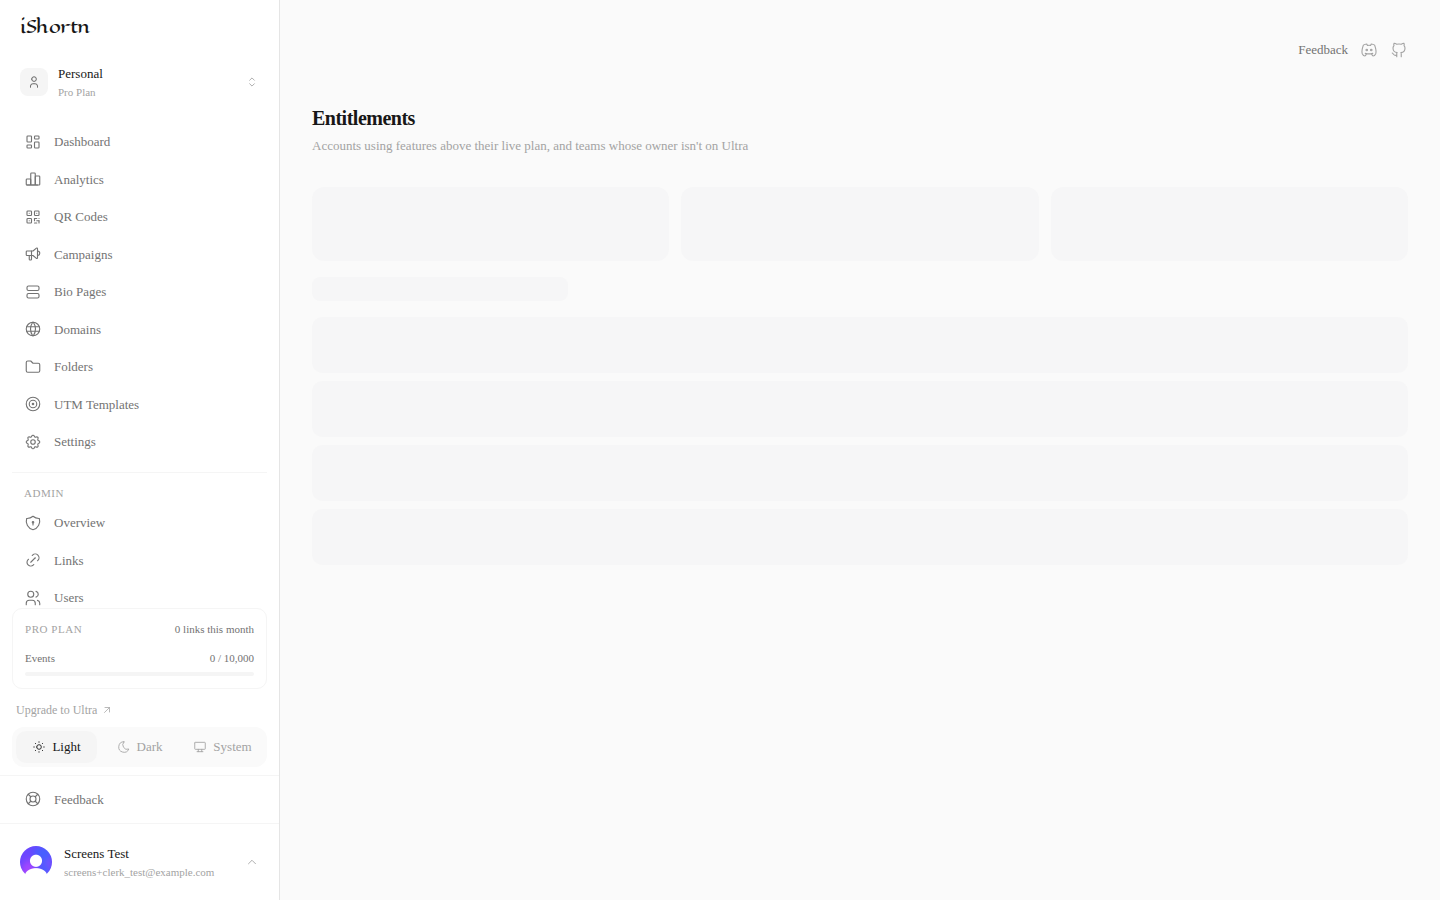 iShortn
Personal
Pro Plan
Dashboard
Analytics
QR Codes
Campaigns
Bio Pages
Domains
Folders
UTM Templates
Settings
ADMIN
Overview
Links
Users
PRO PLAN 0 links this month
Events 0 / 10,000
Upgrade to Ultra
Light Dark System
Feedback
Screens Test
screens+clerk_test@example.com
Feedback
Entitlements
Accounts using features above their live plan, and teams whose owner isn't on Ultra